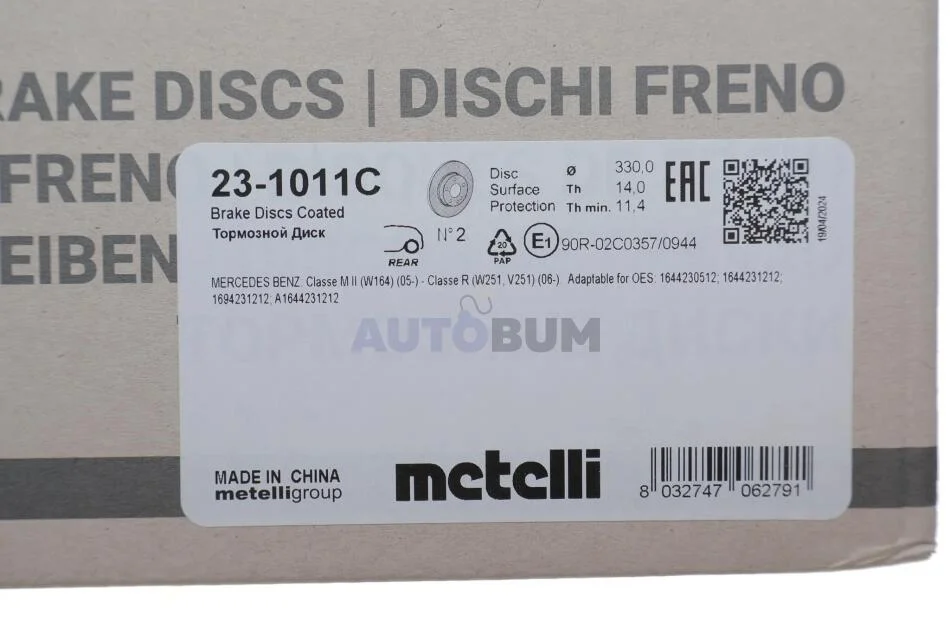 RAKE DISCS | DISCHI FRENO
FRENO
EIBEN
23-1011C
Brake Discs Coated
Тормозной Диск
Disc
Surface
Protection
Ø 330,0
Th 14,0
Th min. 11,4
EAC
19/04/2024
REAR
N° 2
20
PAP
E1 90R-02C0357/0944
MERCEDES BENZ: Classe M II (W164) (05-) - Classe R (W251, V251) (06-) Adaptable for OES: 1644230512; 1644231212;
1694231212; A1644231212
AUTOBUM
MADE IN CHINA
metelligroup
metelli
8 032747 062791